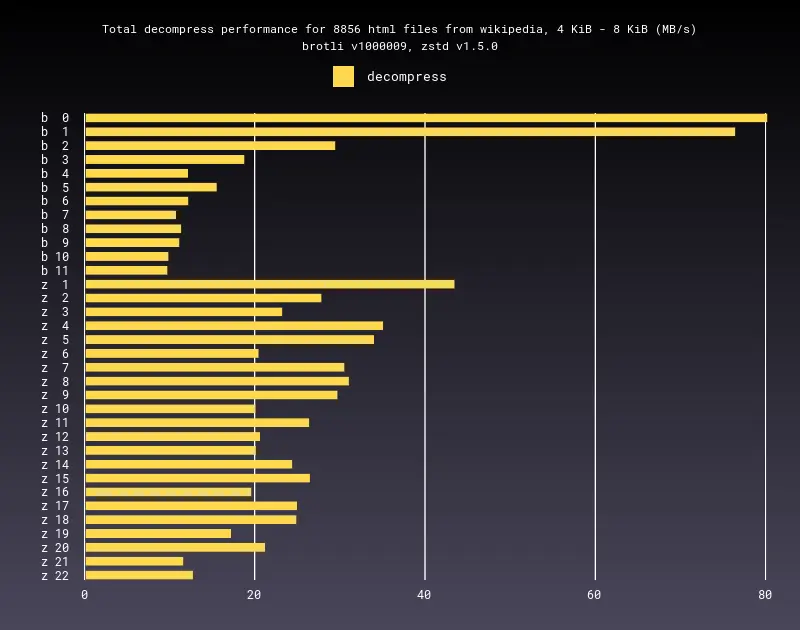 Total decompress performance for 8856 html files from wikipedia, 4 KiB - 8 KiB (MB/s)
brotli v1000009, zstd v1.5.0
decompress
b 0
b 1
b 2
b 3
b 4
b 5
b 6
b 7
b 8
b 9
b 10
b 11
z 1
z 2
z 3
z 4
z 5
z 6
z 7
z 8
z 9
z 10
z 11
z 12
z 13
z 14
z 15
z 16
z 17
z 18
z 19
z 20
z 21
z 22
0 20 40 60 80